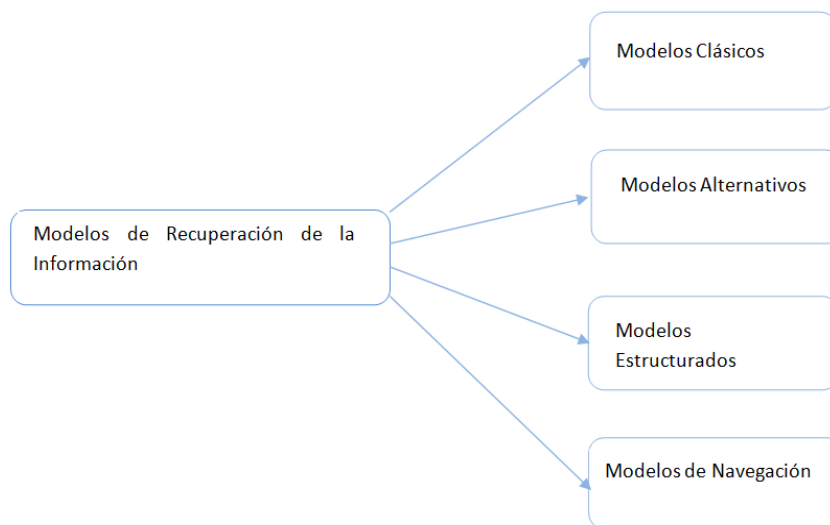 Modelos Clásicos
Modelos Alternativos
Modelos de Recuperación de la
Información
Modelos
Estructurados
Modelos de Navegación